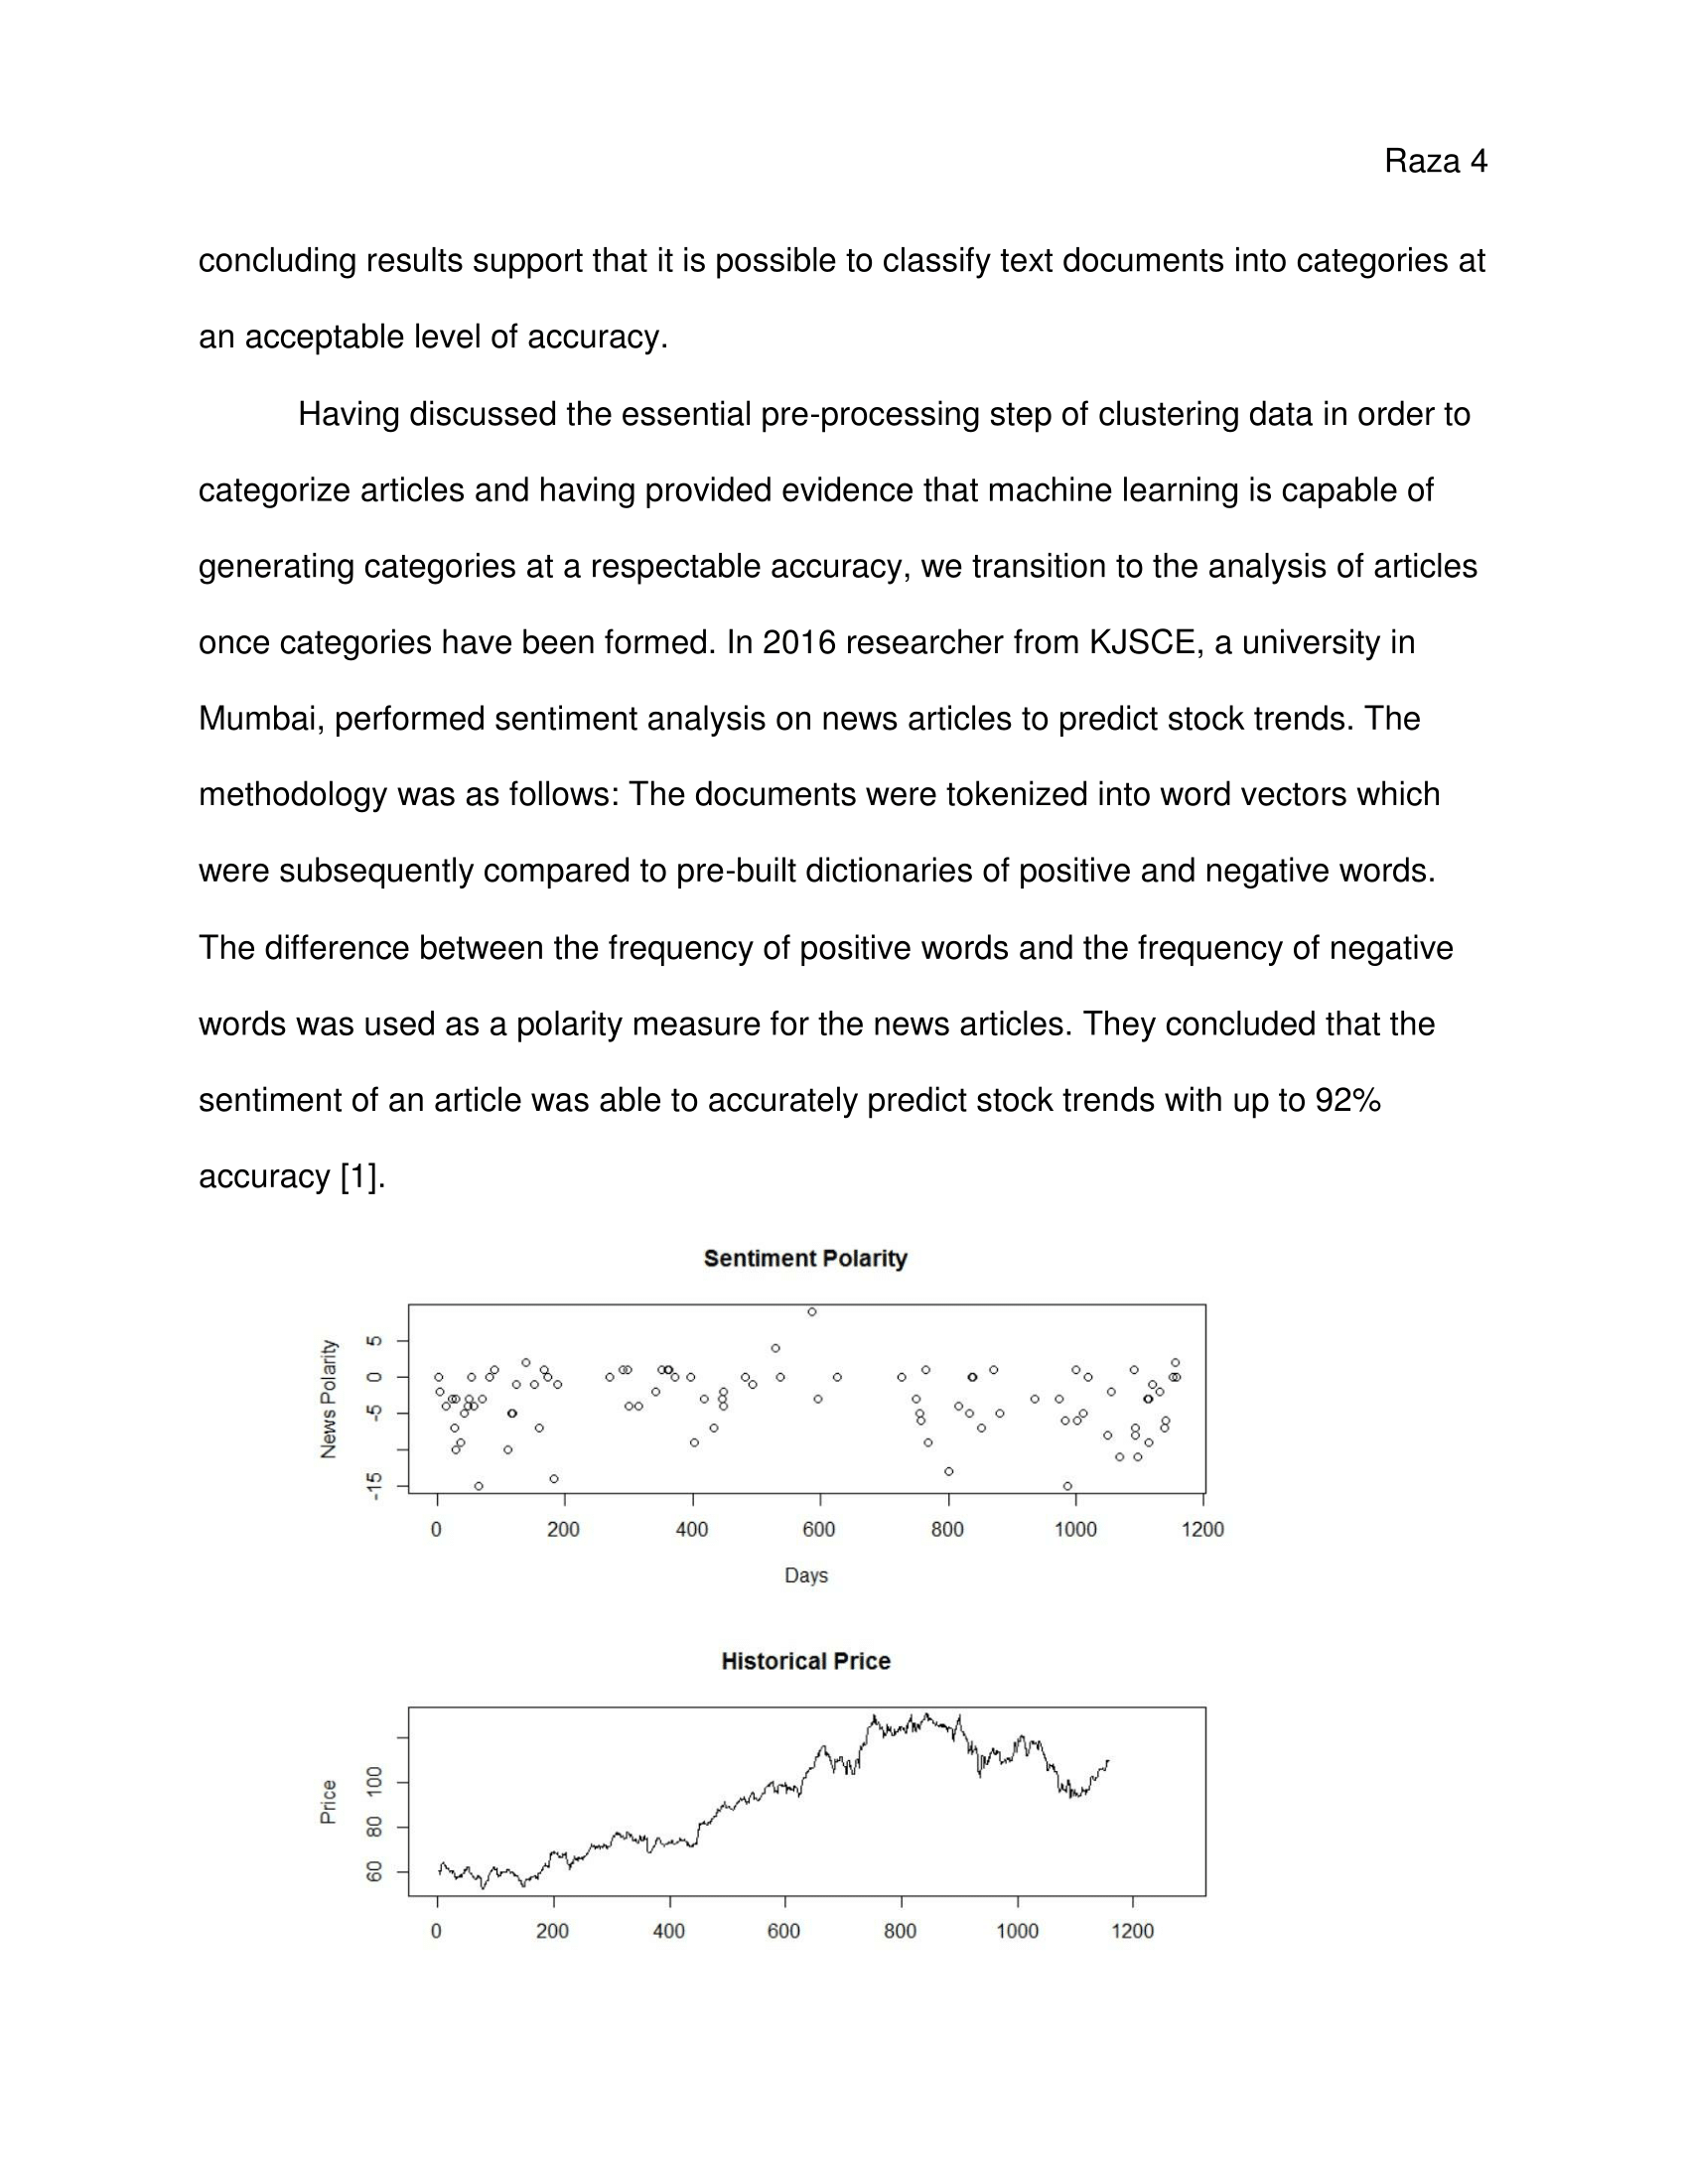 Raza 4
concluding results support that it is possible to classify text documents into categories at
an acceptable level of accuracy.
Having discussed the essential pre-processing step of clustering data in order to
categorize articles and having provided evidence that machine learning is capable of
generating categories at a respectable accuracy, we transition to the analysis of articles
once categories have been formed. In 2016 researcher from KJSCE, a university in
Mumbai, performed sentiment analysis on news articles to predict stock trends. The
methodology was as follows: The documents were tokenized into word vectors which
were subsequently compared to pre-built dictionaries of positive and negative words.
The difference between the frequency of positive words and the frequency of negative
words was used as a polarity measure for the news articles. They concluded that the
sentiment of an article was able to accurately predict stock trends with up to 92%
accuracy [1].
Sentiment Polarity
News Polarity
5
0
-5
-15
0 200 400 600 800 1000 1200
Days
Historical Price
Price
100
80
60
0 200 400 600 800 1000 1200